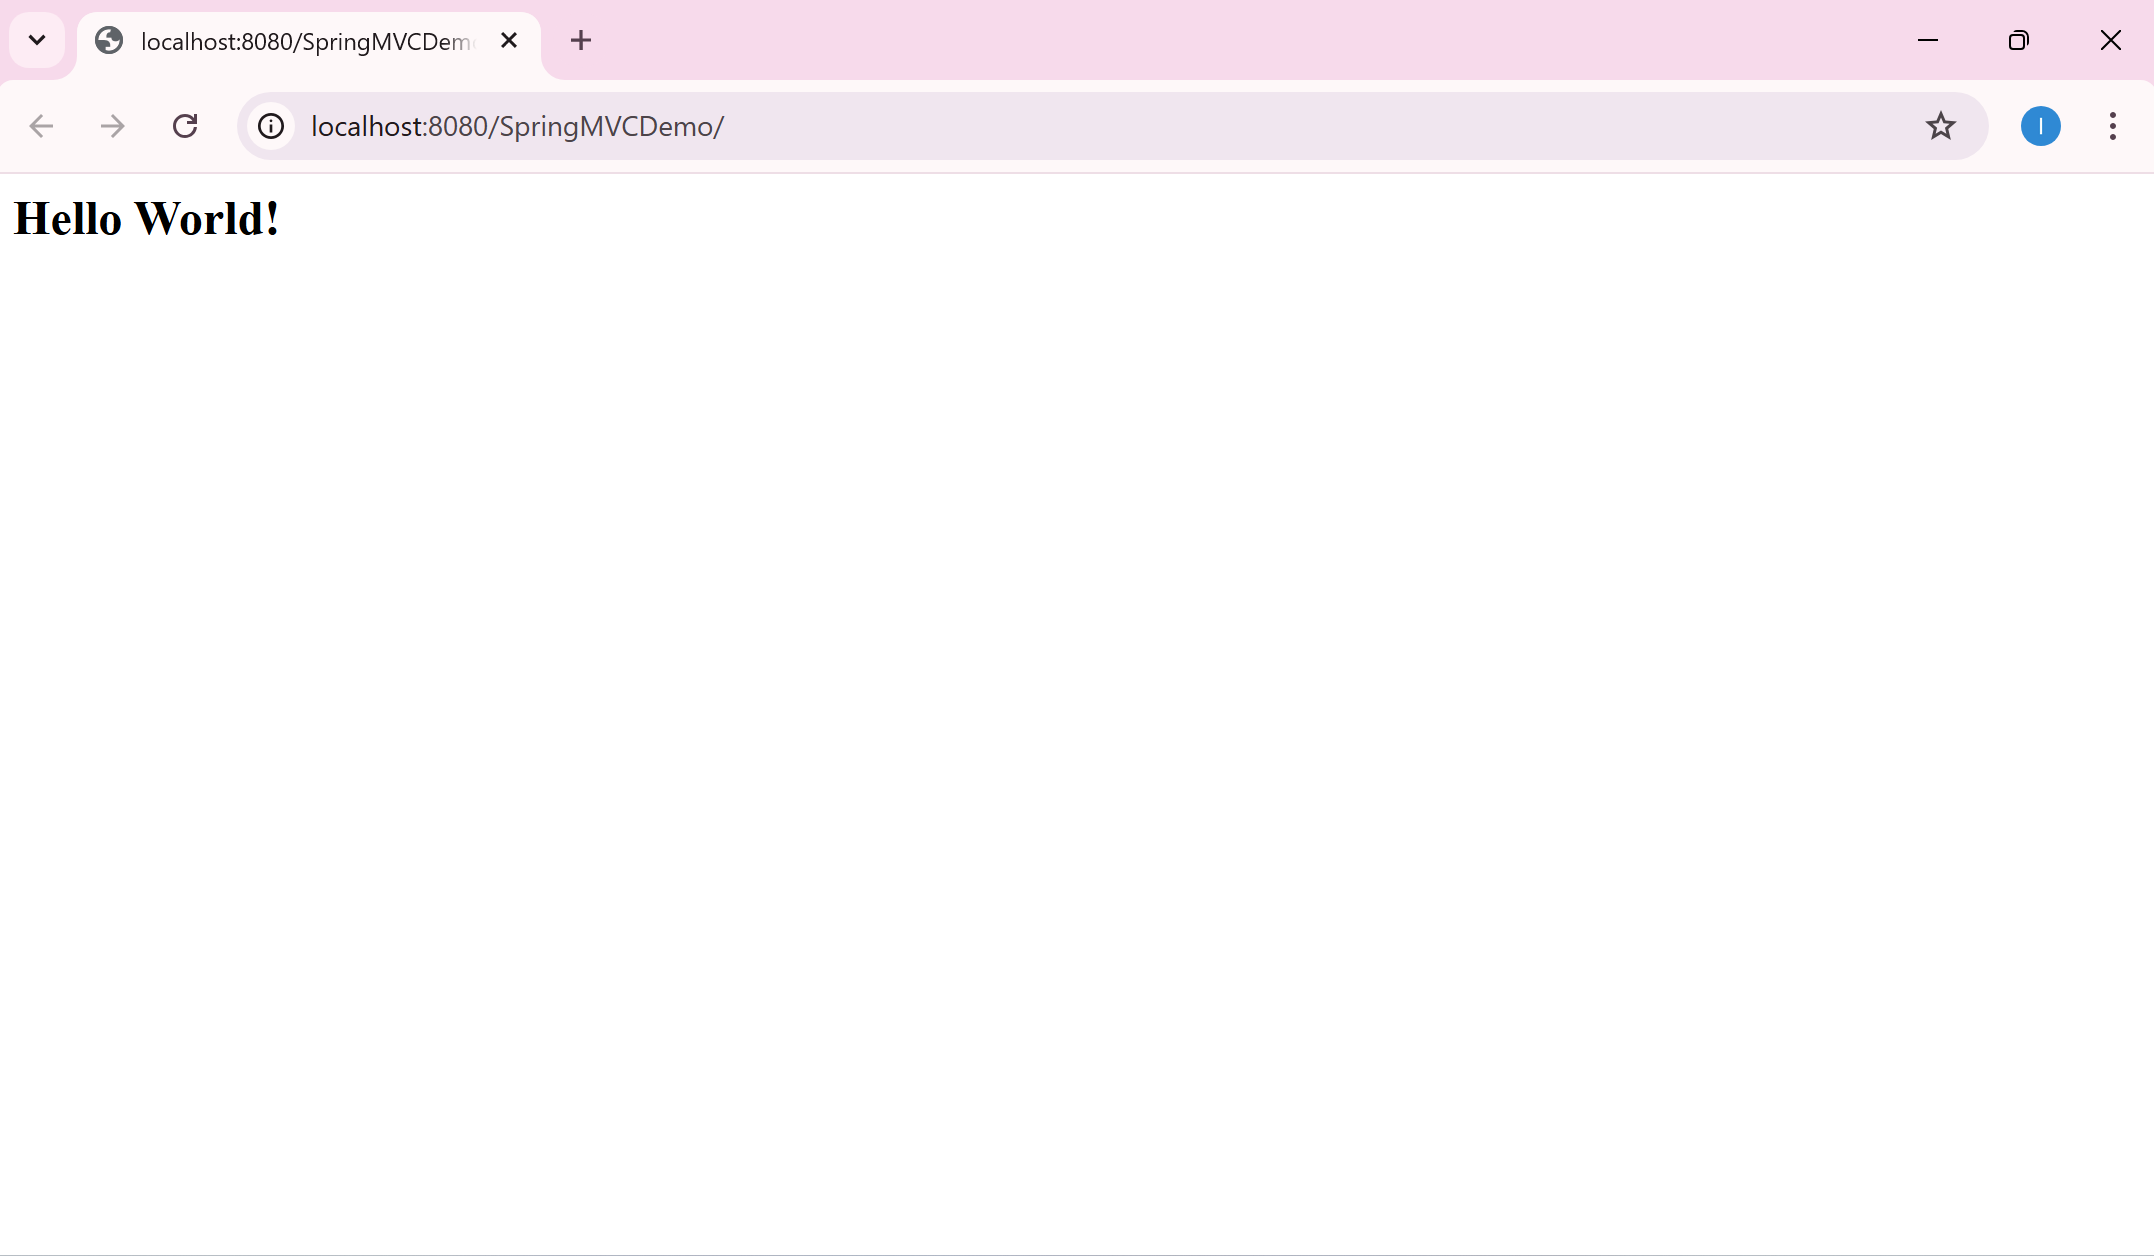 localhost:8080/SpringMVCDem
localhost:8080/SpringMVCDemo/
I
Hello World!